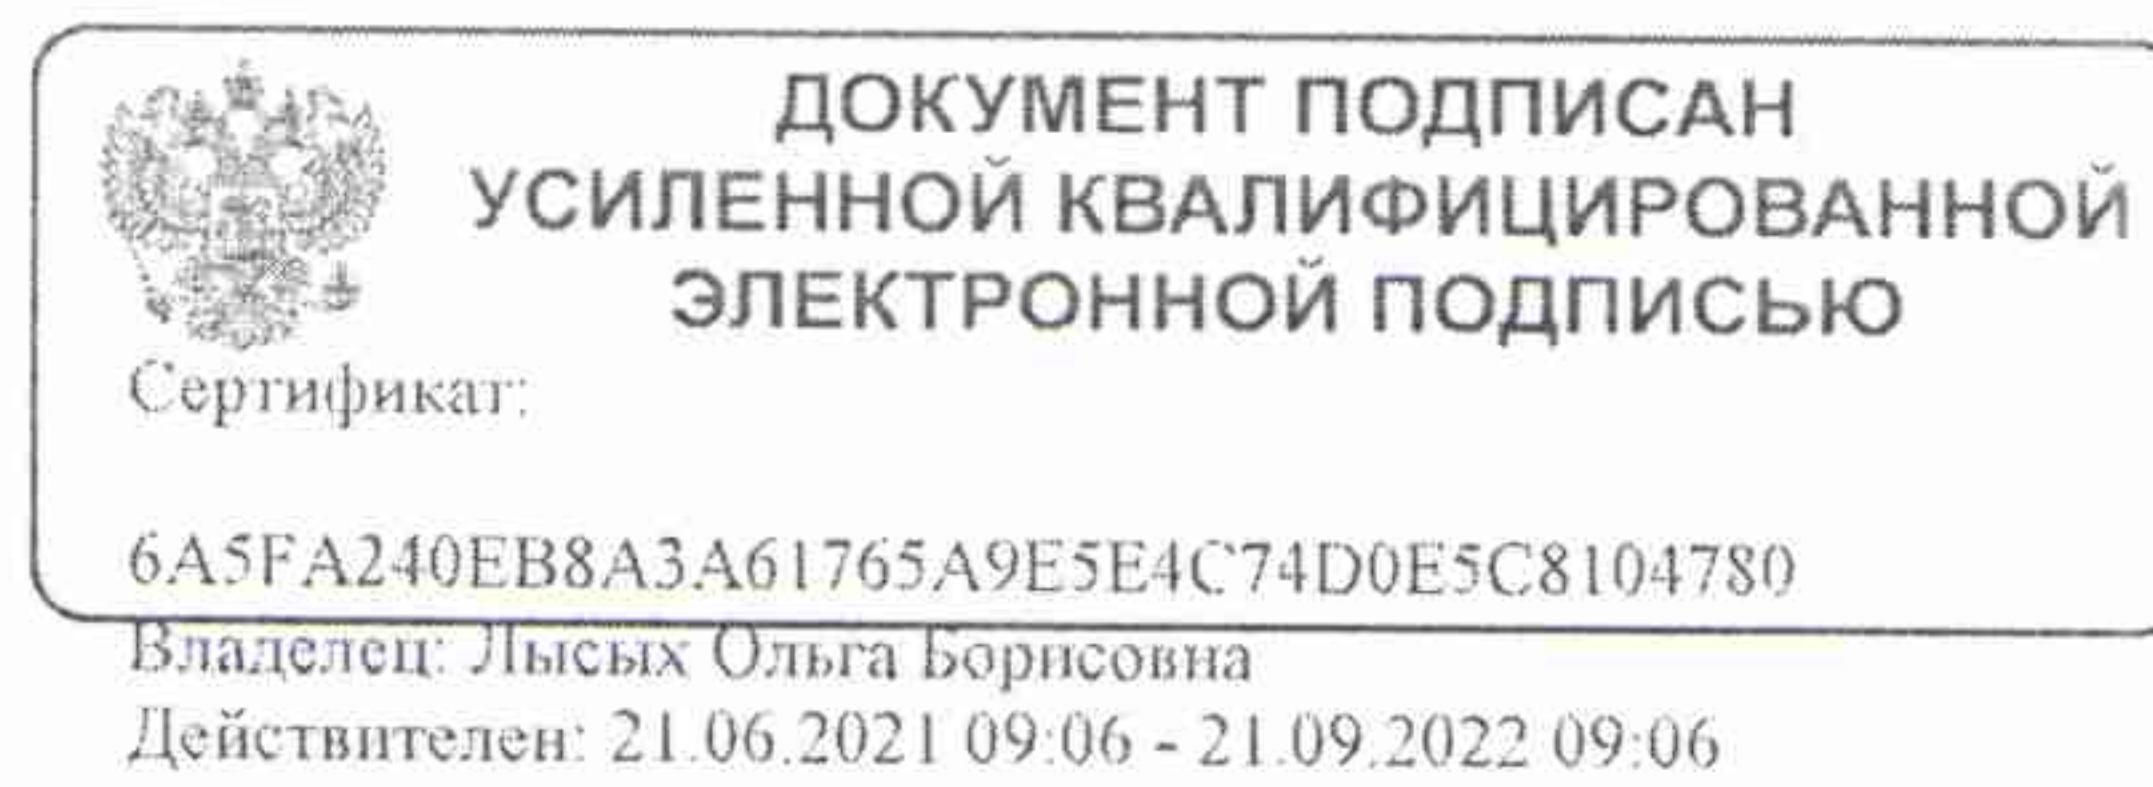 ДОКУМЕНТ ПОДПИСАН
УСИЛЕННОЙ КВАЛИФИЦИРОВАННОЙ
ЭЛЕКТРОННОЙ ПОДПИСЬЮ
Сертификат:
6A5FA240EB8A3A61765A9E5E4C74D0E5C8104780
Владелец: Лысых Ольга Борисовна
Действителен: 21.06.2021 09:06 - 21.09.2022 09:06